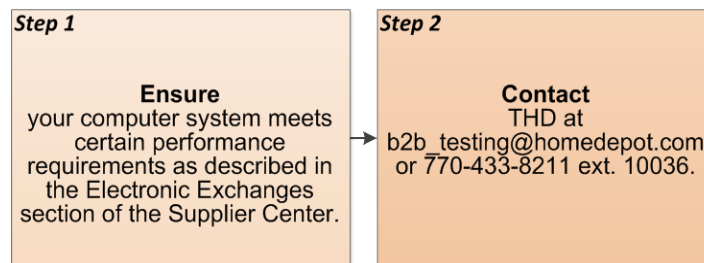 Step 1
Ensure
your computer system meets
certain performance
requirements as described in
the Electronic Exchanges
section of the Supplier Center.
Step 2
Contact
THD at
b2b_testing@homedepot.com
or 770-433-8211 ext. 10036.